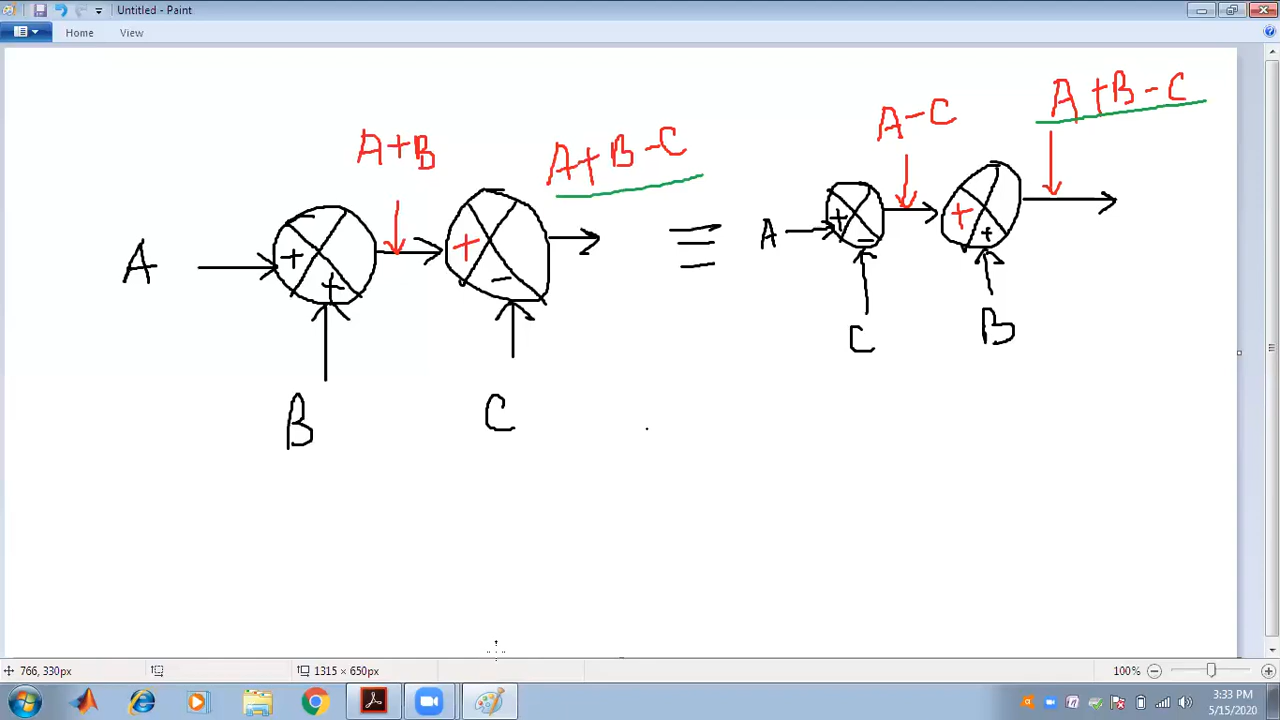 Untitled - Paint
Home View
A+B
A+B-C
A-C
A+B-C
A
+
+
B
+
-
C
≡
A
+
-
C
+
+
B
766, 330px
1315 × 650px
100%
3:33 PM
5/15/2020